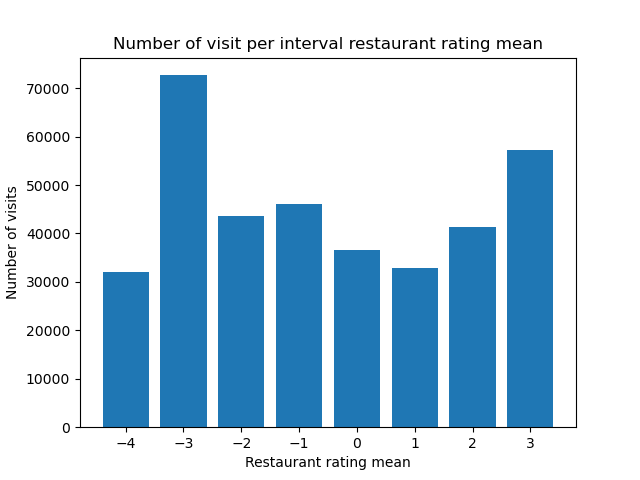 Number of visit per interval restaurant rating mean
70000
60000
50000
40000
30000
20000
10000
0
Number of visits
−4 −3 −2 −1 0 1 2 3
Restaurant rating mean